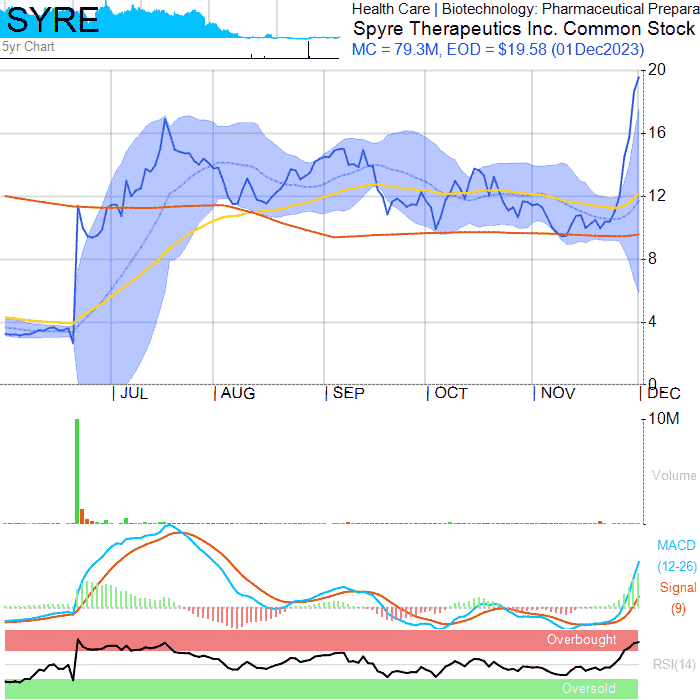 SYRE
Health Care | Biotechnology: Pharmaceutical Prepara
Spyre Therapeutics Inc. Common Stock
5yr Chart
MC = 79.3M, EOD = $19.58 (01Dec2023)
20
16
12
8
4
0
JUL
AUG
SEP
OCT
NOV
DEC
10M
Volume
MACD
(12-26)
Signal
(9)
Overbought
RSI(14)
Oversold